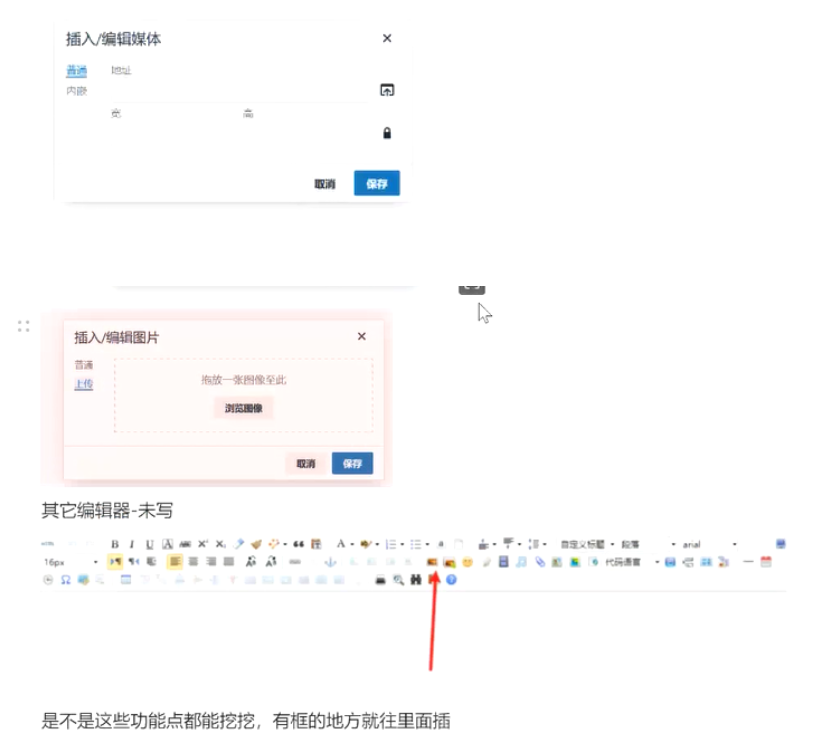 插入/编辑媒体
普通 地址
内嵌
宽 高
取消 保存
插入/编辑图片
普通
上传
拖放一张图像至此
浏览图像
取消 保存
其它编辑器-未写
B I U A ABC X² X₂ 自定义标题 段落 arial
16px 代码语言
是不是这些功能点都能挖挖，有框的地方就往里面插